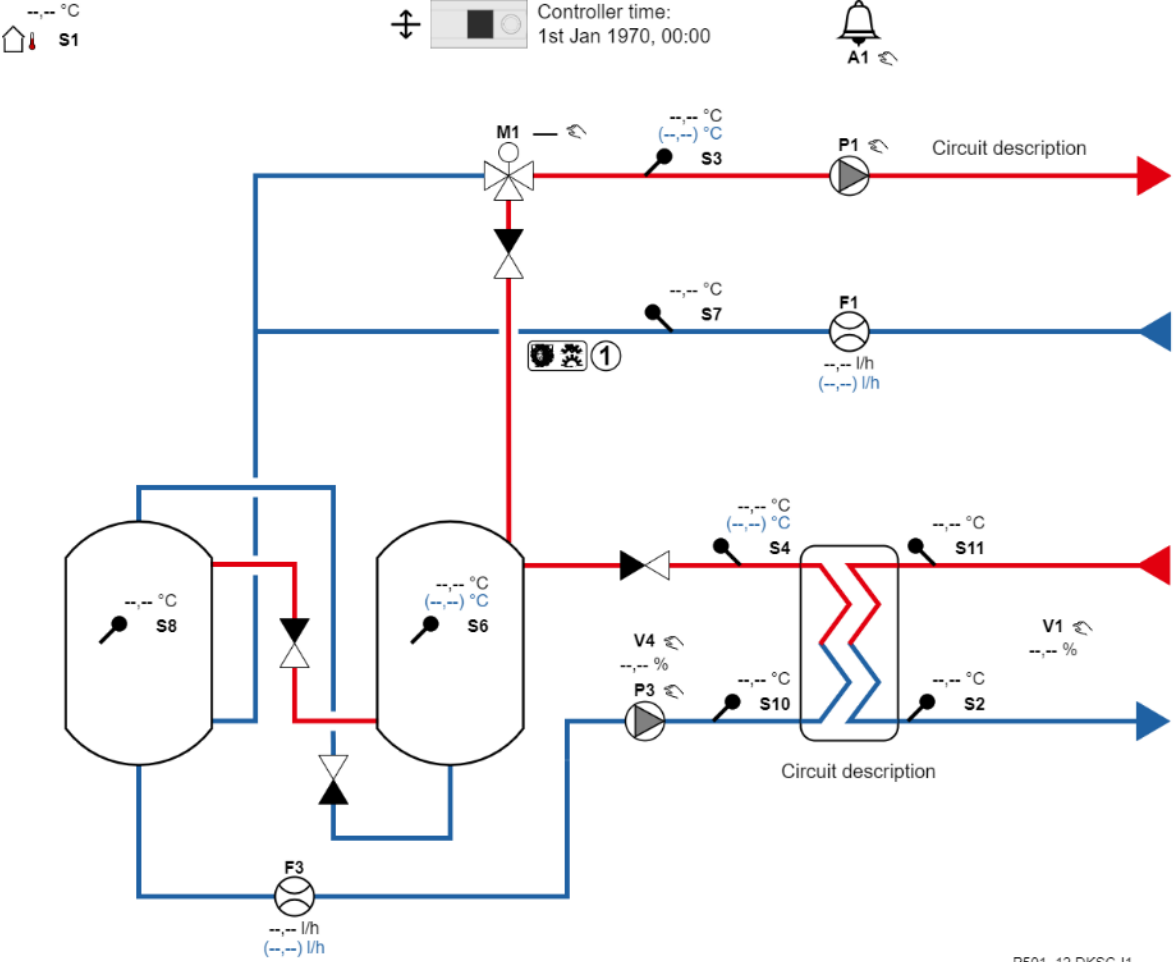 --,-- °C
S1
Controller time:
1st Jan 1970, 00:00
A1
M1
--,-- °C
(--,--) °C
S3
P1
Circuit description
--,-- °C
S7
F1
--,-- l/h
(--,--) l/h
1
--,-- °C
(--,--) °C
S4
--,-- °C
S11
--,-- °C
S8
--,-- °C
(--,--) °C
S6
V4
--,-- %
P3
--,-- °C
S10
--,-- °C
S2
V1
--,-- %
Circuit description
F3
--,-- l/h
(--,--) l/h